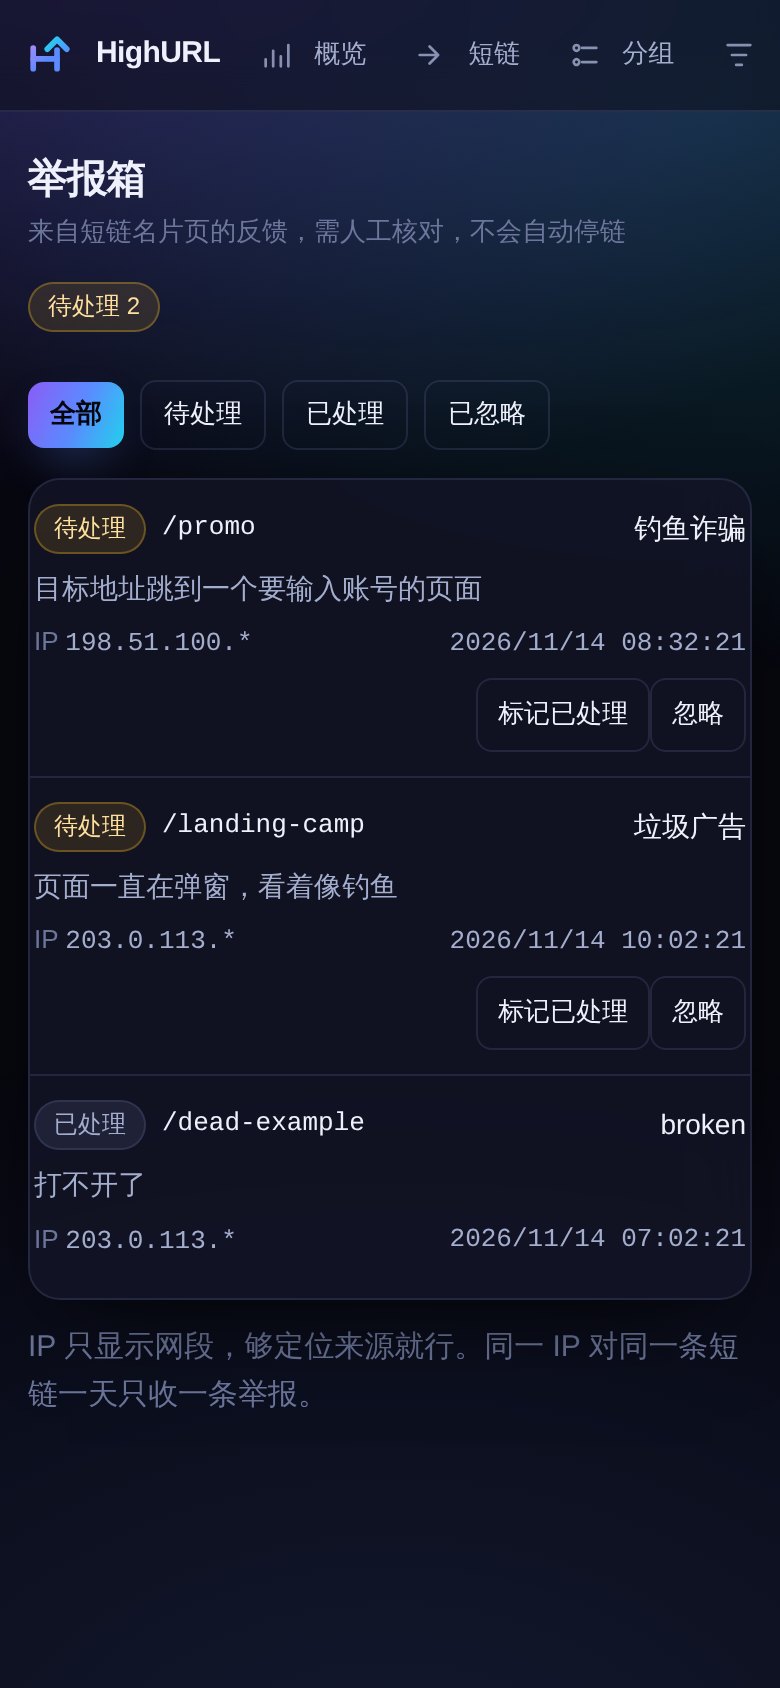 HighURL 概览 短链 分组
举报箱
来自短链名片页的反馈，需人工核对，不会自动停链
待处理 2
全部 待处理 已处理 已忽略
待处理 /promo 钓鱼诈骗
目标地址跳到一个要输入账号的页面
IP 198.51.100.* 2026/11/14 08:32:21
标记已处理 忽略
待处理 /landing-camp 垃圾广告
页面一直在弹窗，看着像钓鱼
IP 203.0.113.* 2026/11/14 10:02:21
标记已处理 忽略
已处理 /dead-example broken
打不开了
IP 203.0.113.* 2026/11/14 07:02:21
IP 只显示网段，够定位来源就行。同一 IP 对同一条短
链一天只收一条举报。